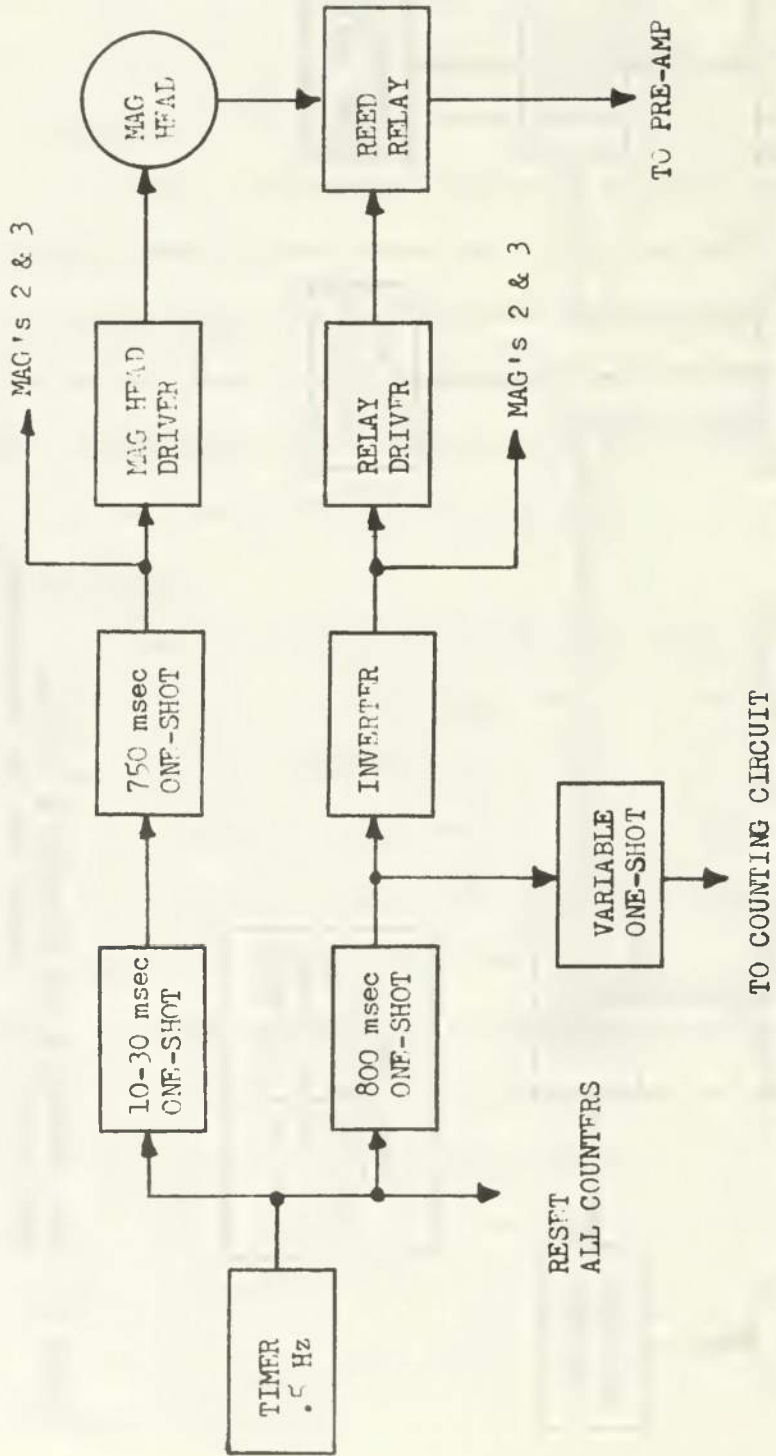 TIMER
.5 Hz
RESET
ALL COUNTERS
10-30 msec
ONE-SHOT
750 msec
ONE-SHOT
MAG's 2 & 3
MAG HEAD
DRIVER
MAG
HEAD
800 msec
ONE-SHOT
INVERTER
RELAY
DRIVER
MAG's 2 & 3
REED
RELAY
TO PRE-AMP
VARIABLE
ONE-SHOT
TO COUNTING CIRCUIT